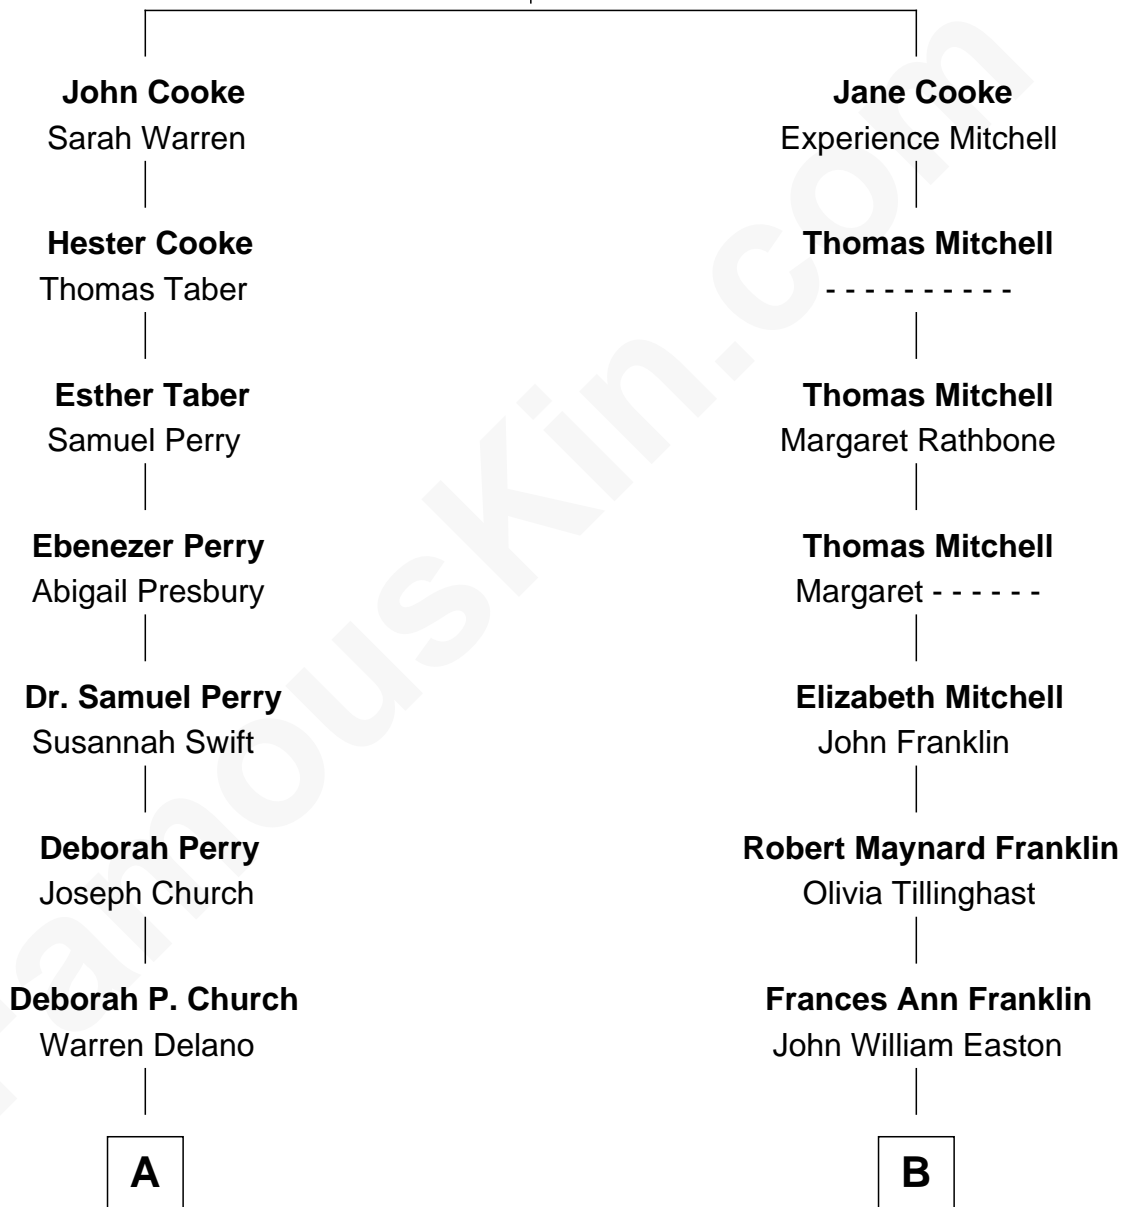 John Cooke
Sarah Warren
Hester Cooke
Thomas Taber
Esther Taber
Samuel Perry
Ebenezer Perry
Abigail Presbury
Dr. Samuel Perry
Susannah Swift
Deborah Perry
Joseph Church
Deborah P. Church
Warren Delano
A
Jane Cooke
Experience Mitchell
Thomas Mitchell
- - - - - - - - - -
Thomas Mitchell
Margaret Rathbone
Thomas Mitchell
Margaret - - - - - -
Elizabeth Mitchell
John Franklin
Robert Maynard Franklin
Olivia Tillinghast
Frances Ann Franklin
John William Easton
B
FamousKin.com